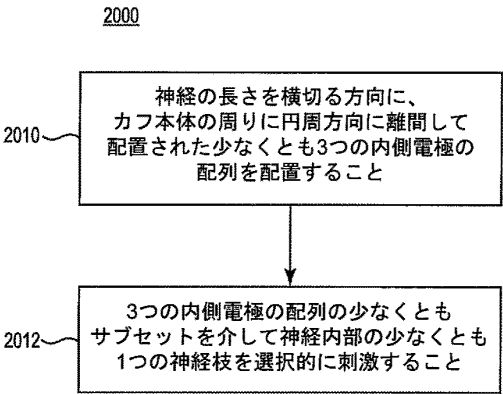 2000
神経の長さを横切る方向に、
カフ本体の周りに円周方向に離間して
配置された少なくとも3つの内側電極の
配列を配置すること
2010
3つの内側電極の配列の少なくとも
サブセットを介して神経内部の少なくとも
1つの神経枝を選択的に刺激すること
2012